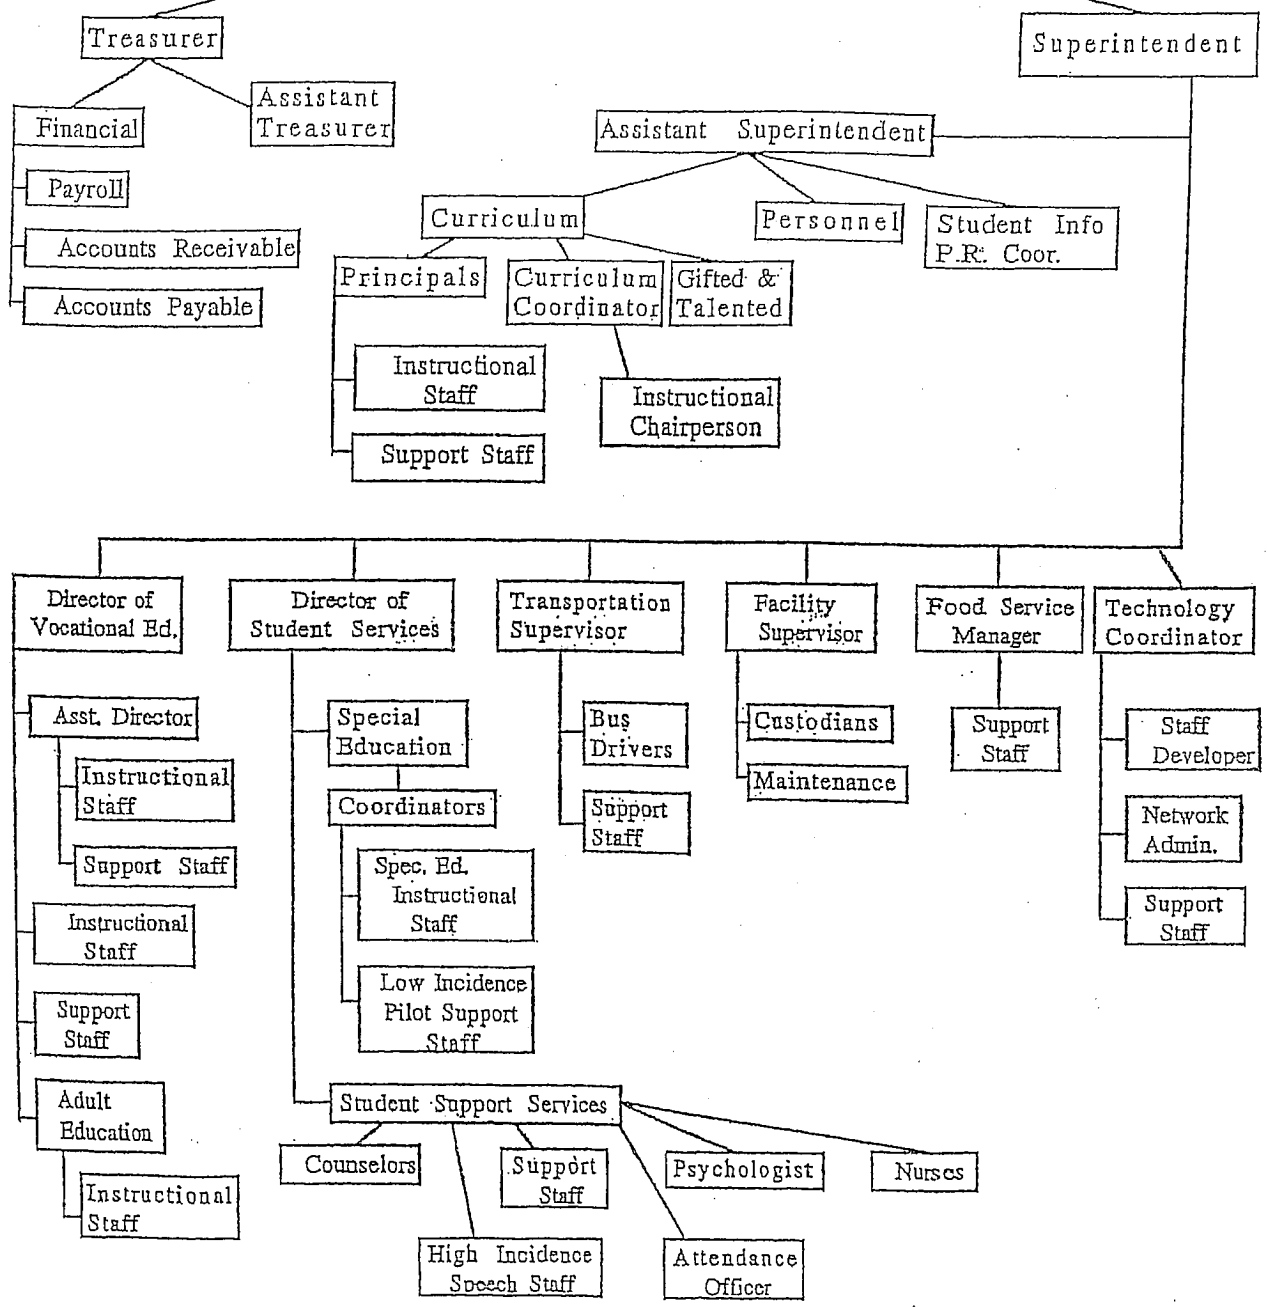 Treasurer
Superintendent
Financial
Assistant
Treasurer
Payroll
Accounts Receivable
Accounts Payable
Assistant Superintendent
Curriculum
Personnel
Student Info
P.R. Coor.
Principals
Curriculum
Coordinator
Gifted &
Talented
Instructional
Staff
Support Staff
Instructional
Chairperson
Director of
Vocational Ed.
Director of
Student Services
Transportation
Supervisor
Facility
Supervisor
Food Service
Manager
Technology
Coordinator
Asst. Director
Instructional
Staff
Support Staff
Instructional
Staff
Support
Staff
Adult
Education
Instructional
Staff
Special
Education
Coordinators
Spec. Ed.
Instructional
Staff
Low Incidence
Pilot Support
Staff
Student Support Services
Counselors
Support
Staff
Psychologist
Nurses
High Incidence
Speech Staff
Attendance
Officer
Bus
Drivers
Support
Staff
Custodians
Maintenance
Support
Staff
Staff
Developer
Network
Admin.
Support
Staff